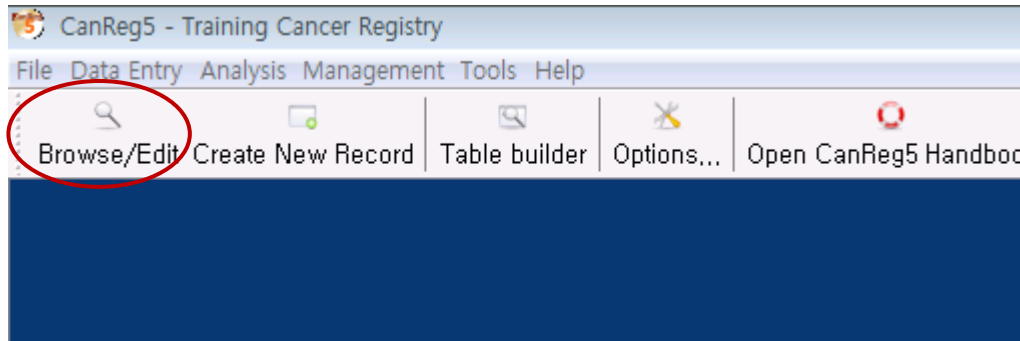 CanReg5 - Training Cancer Registry
File Data Entry Analysis Management Tools Help
Browse/Edit Create New Record Table builder Options... Open CanReg5 Handboo